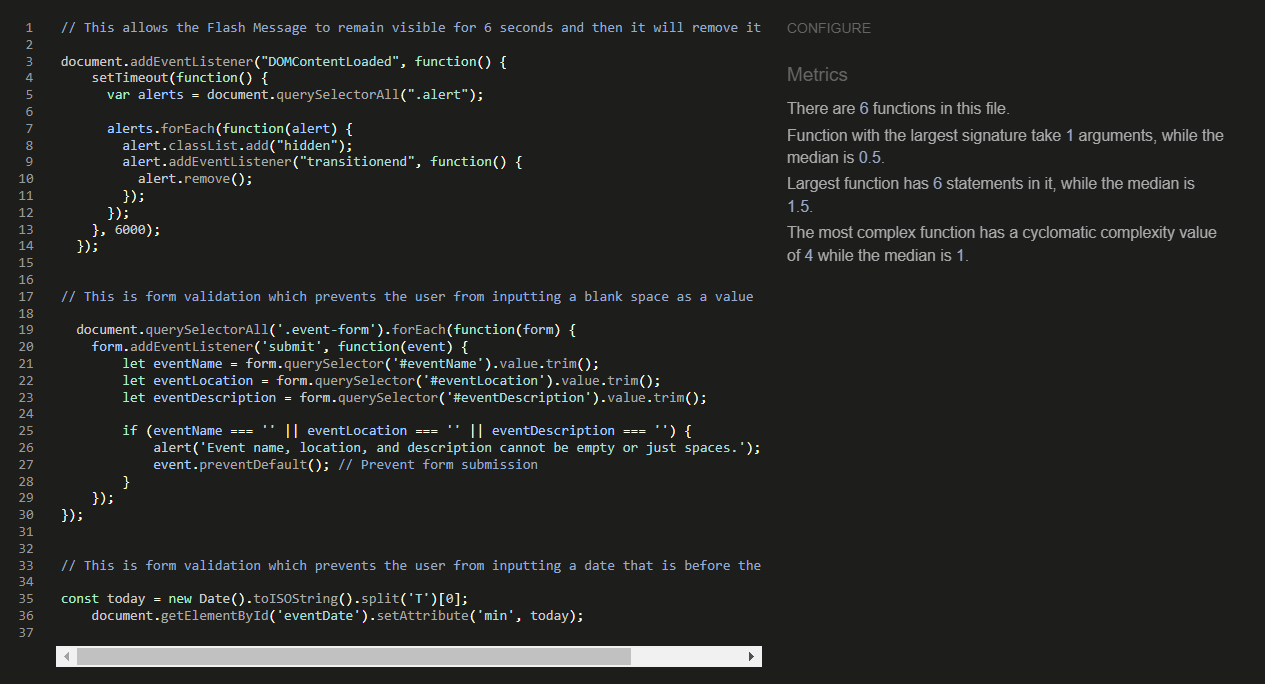 1 // This allows the Flash Message to remain visible for 6 seconds and then it will remove it
2
3 document.addEventListener("DOMContentLoaded", function() {
4     setTimeout(function() {
5       var alerts = document.querySelectorAll(".alert");
6
7       alerts.forEach(function(alert) {
8         alert.classList.add("hidden");
9         alert.addEventListener("transitionend", function() {
10           alert.remove();
11         });
12       });
13     }, 6000);
14   });
15
16
17 // This is form validation which prevents the user from inputting a blank space as a value
18
19   document.querySelectorAll('.event-form').forEach(function(form) {
20     form.addEventListener('submit', function(event) {
21         let eventName = form.querySelector('#eventName').value.trim();
22         let eventLocation = form.querySelector('#eventLocation').value.trim();
23         let eventDescription = form.querySelector('#eventDescription').value.trim();
24
25         if (eventName === '' || eventLocation === '' || eventDescription === '') {
26             alert('Event name, location, and description cannot be empty or just spaces.');
27             event.preventDefault(); // Prevent form submission
28         }
29     });
30 });
31
32
33 // This is form validation which prevents the user from inputting a date that is before the
34
35 const today = new Date().toISOString().split('T')[0];
36     document.getElementById('eventDate').setAttribute('min', today);
37
CONFIGURE
Metrics
There are 6 functions in this file.
Function with the largest signature take 1 arguments, while the
median is 0.5.
Largest function has 6 statements in it, while the median is
1.5.
The most complex function has a cyclomatic complexity value
of 4 while the median is 1.